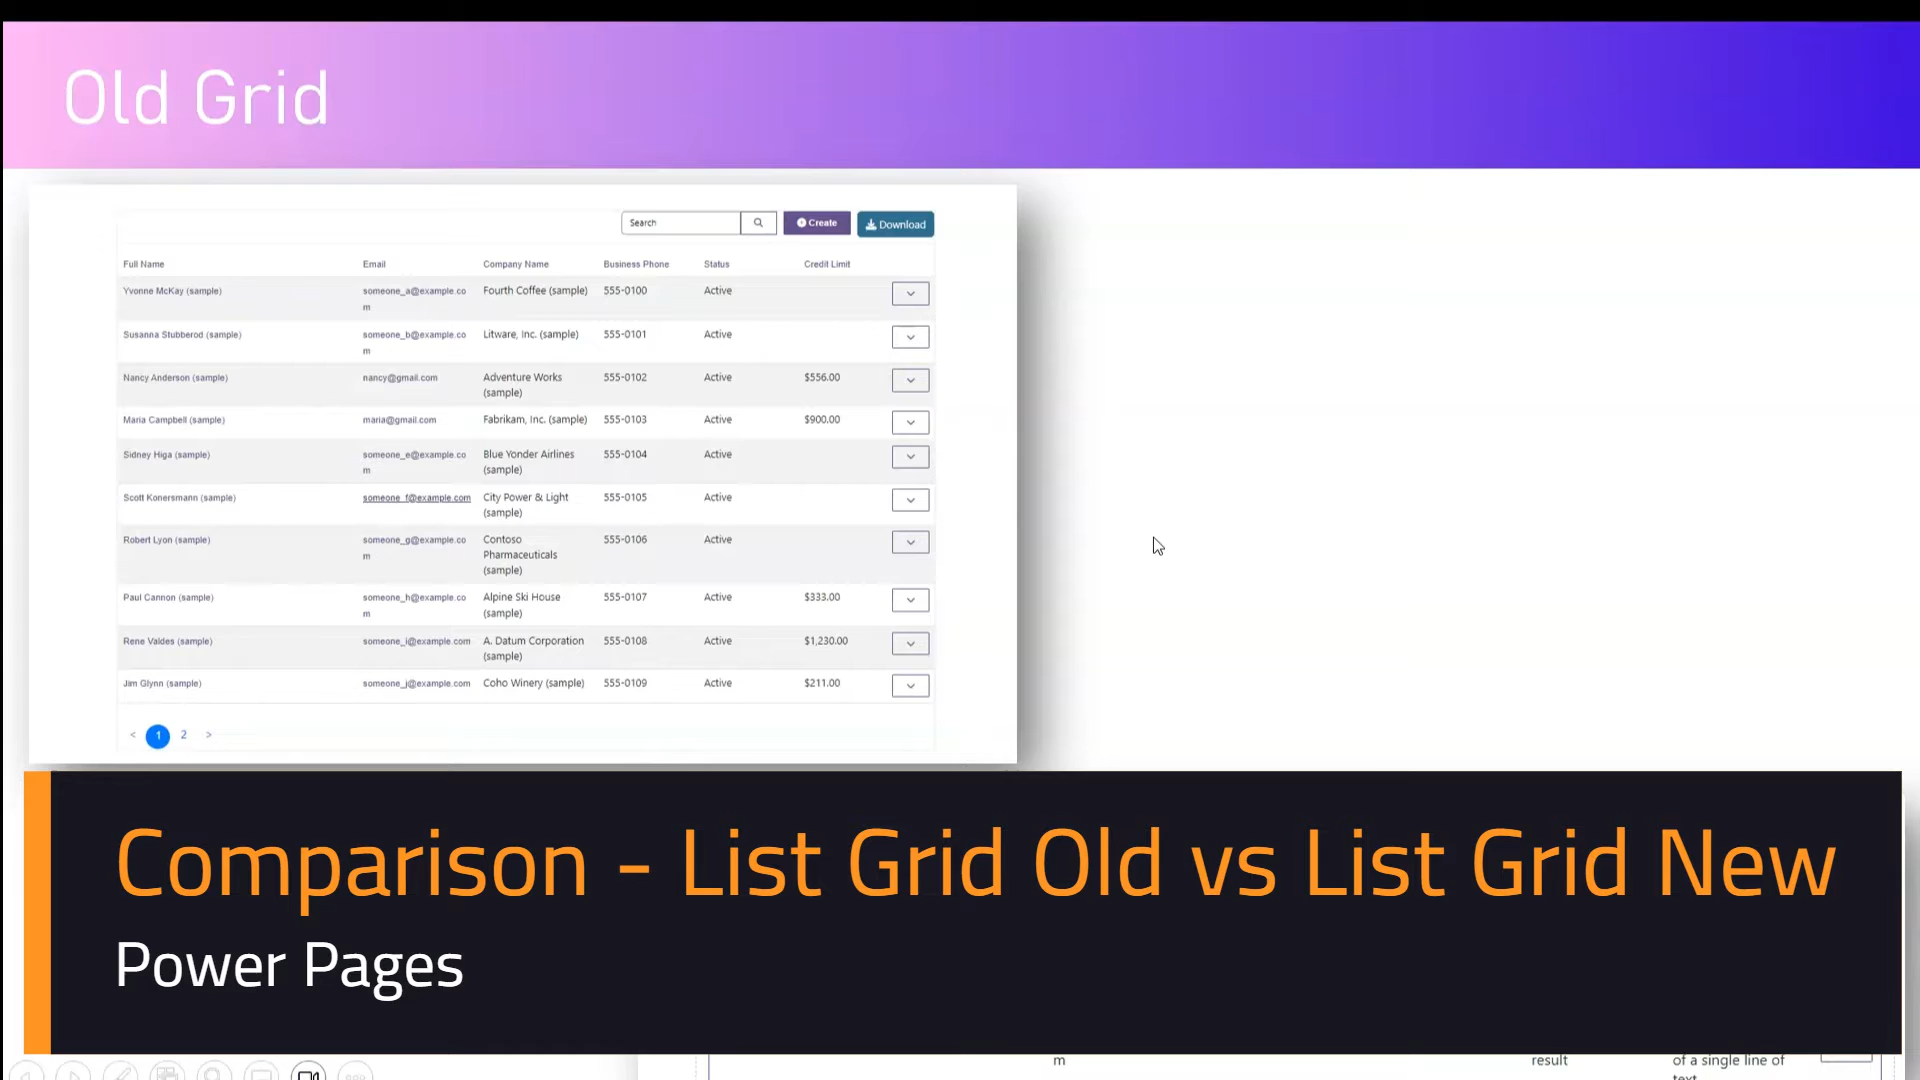 Old Grid
Search Create Download
Full Name Email Company Name Business Phone Status Credit Limit
Yvonne McKay (sample) someone_a@example.co Fourth Coffee (sample) 555-0100 Active
m
Susanna Stubberod (sample) someone_b@example.co Litware, Inc. (sample) 555-0101 Active
m
Nancy Anderson (sample) nancy@gmail.com Adventure Works 555-0102 Active $556.00
(sample)
Maria Campbell (sample) maria@gmail.com Fabrikam, Inc. (sample) 555-0103 Active $900.00
Sidney Higa (sample) someone_e@example.co Blue Yonder Airlines 555-0104 Active
m (sample)
Scott Konersmann (sample) someone_f@example.com City Power & Light 555-0105 Active
(sample)
Robert Lyon (sample) someone_g@example.co Contoso 555-0106 Active
m Pharmaceuticals
(sample)
Paul Cannon (sample) someone_h@example.co Alpine Ski House 555-0107 Active $333.00
m (sample)
Rene Valdes (sample) someone_i@example.com A. Datum Corporation 555-0108 Active $1,230.00
(sample)
Jim Glynn (sample) someone_j@example.com Coho Winery (sample) 555-0109 Active $211.00
< 1 2 >
Comparison - List Grid Old vs List Grid New
Power Pages
m result of a single line of
text